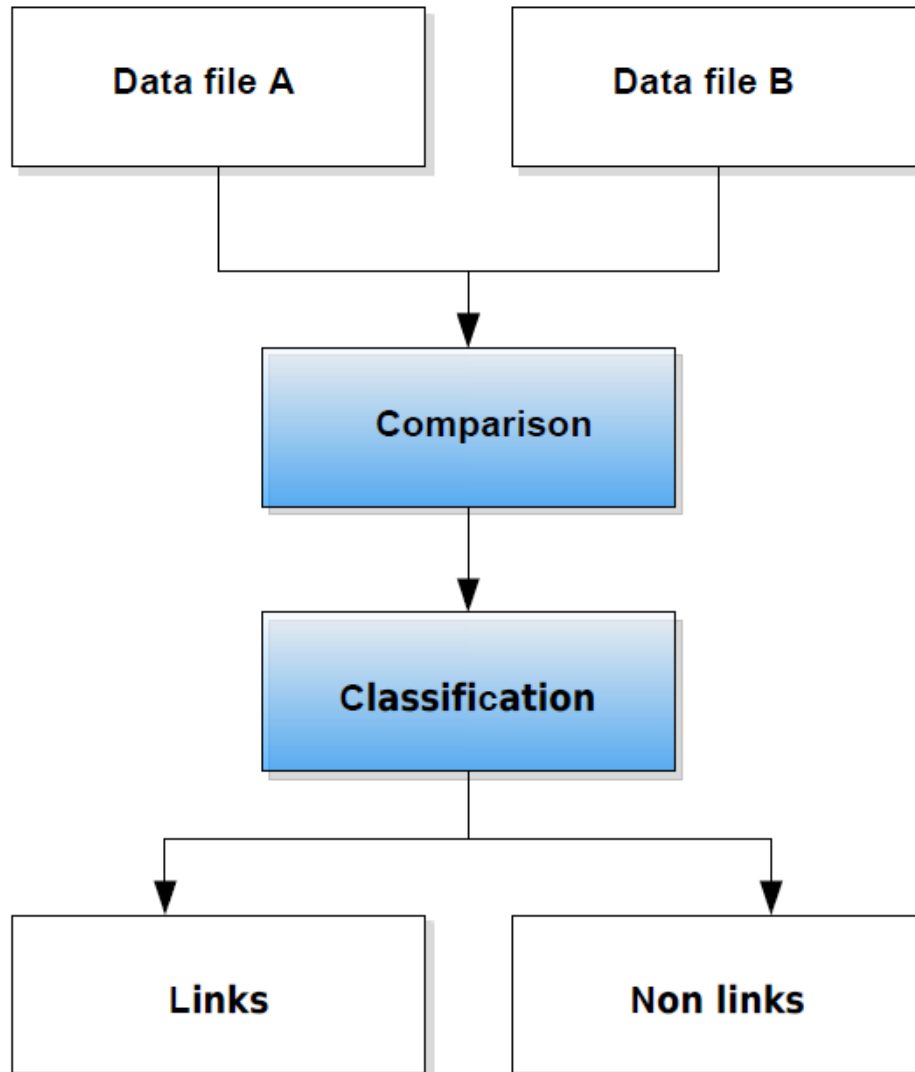 Data file A
Data file B
Comparison
Classification
Links
Non links